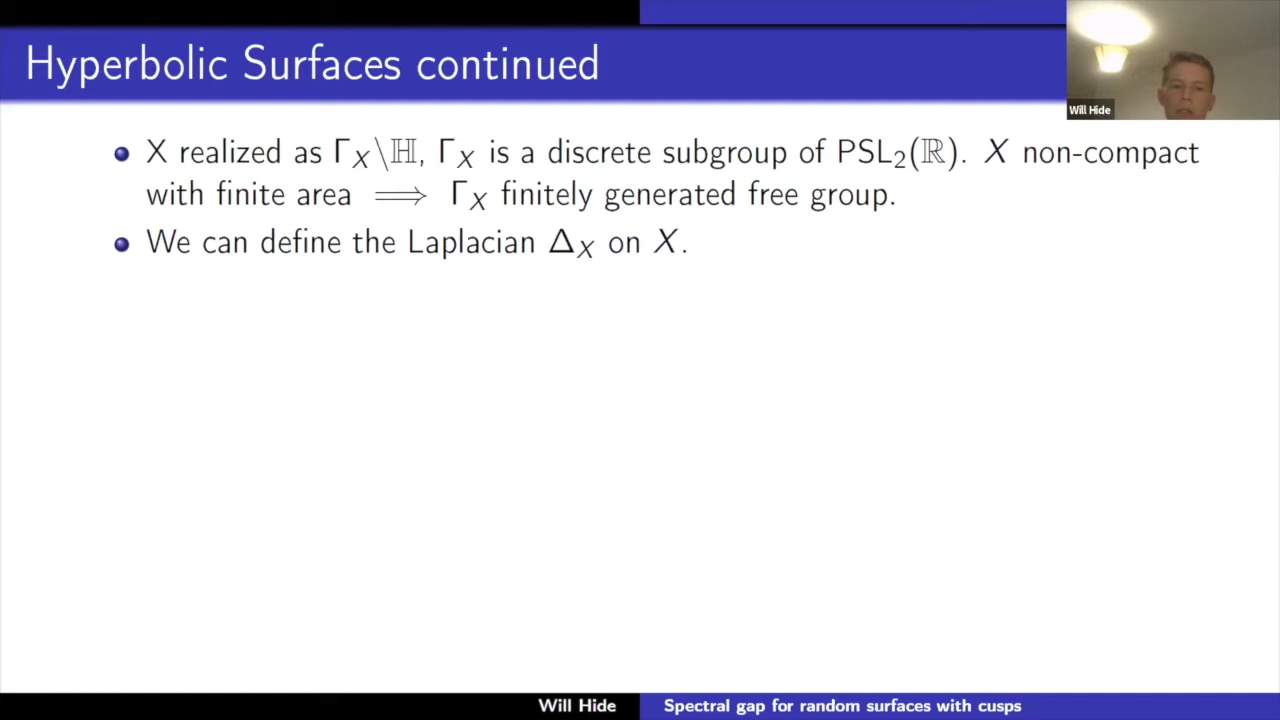 Hyperbolic Surfaces continued
Will Hide
X realized as Γ_X\ℍ, Γ_X is a discrete subgroup of PSL₂(ℝ). X non-compact
with finite area ⟹ Γ_X finitely generated free group.
We can define the Laplacian Δ_X on X.
Will Hide
Spectral gap for random surfaces with cusps